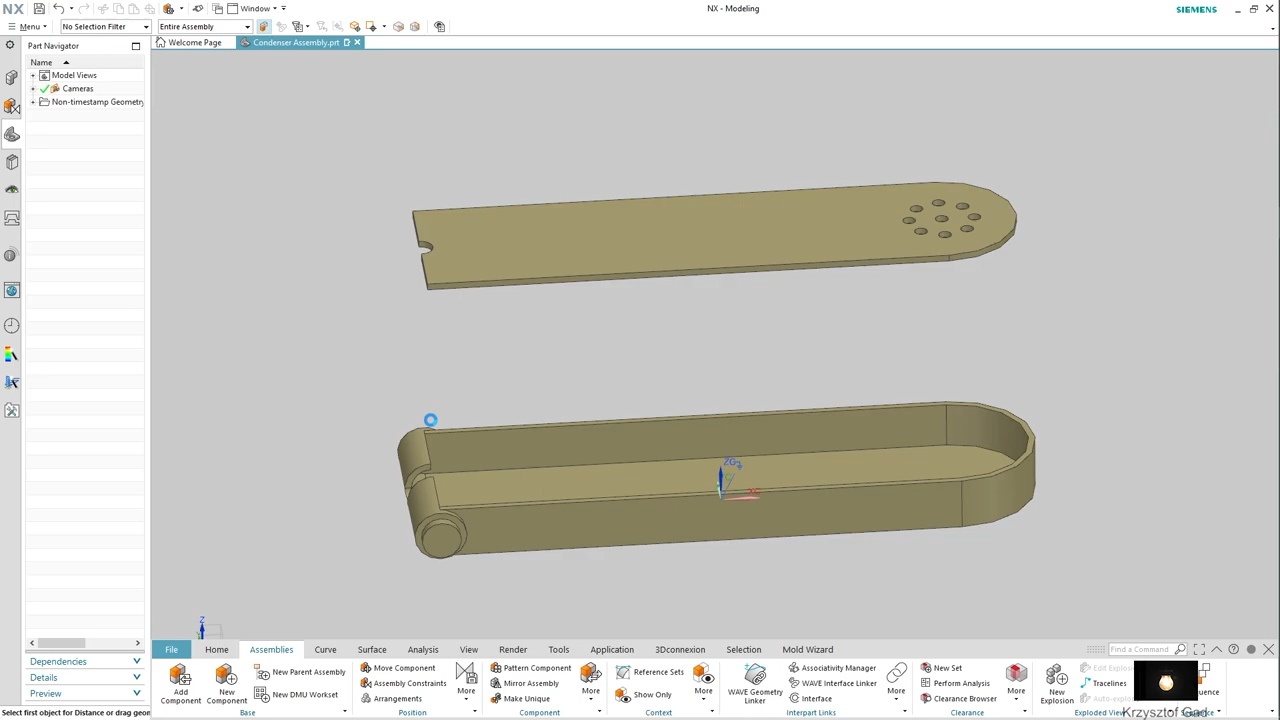 NX
Window
NX - Modeling
SIEMENS
Menu
No Selection Filter
Entire Assembly
Part Navigator
Welcome Page
Condenser Assembly.prt
Name
Model Views
Cameras
Non-timestamp Geometry
ZC
Z
Dependencies
Details
Preview
File
Home
Assemblies
Curve
Surface
Analysis
View
Render
Tools
Application
3Dconnexion
Selection
Mold Wizard
Find a Command
Add Component
New Component
New Parent Assembly
New DMU Workset
Base
Move Component
Assembly Constraints
Arrangements
More
Position
Pattern Component
Mirror Assembly
Make Unique
More
Component
Reference Sets
Show Only
More
Context
WAVE Geometry Linker
Associativity Manager
WAVE Interface Linker
Interface
More
Interpart Links
New Set
Perform Analysis
Clearance Browser
More
Clearance
New Explosion
Tracelines
Select first object for Distance or drag geom
Krzysztof Gad